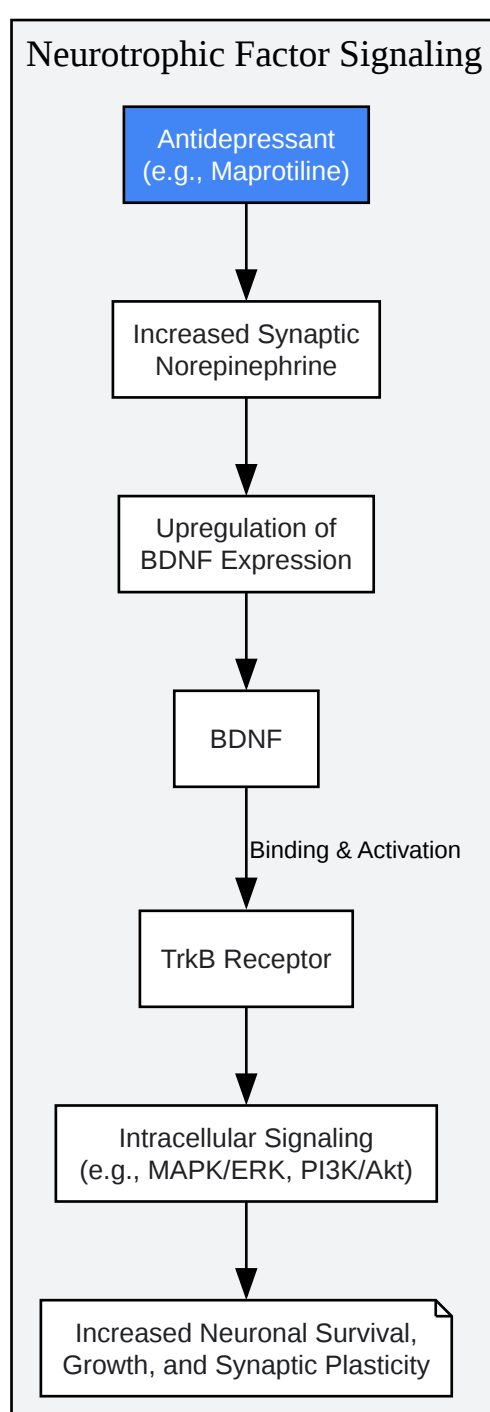 Neurotrophic Factor Signaling
Antidepressant
(e.g., Maprotiline)
Increased Synaptic
Norepinephrine
Upregulation of
BDNF Expression
BDNF
Binding & Activation
TrkB Receptor
Intracellular Signaling
(e.g., MAPK/ERK, PI3K/Akt)
Increased Neuronal Survival,
Growth, and Synaptic Plasticity